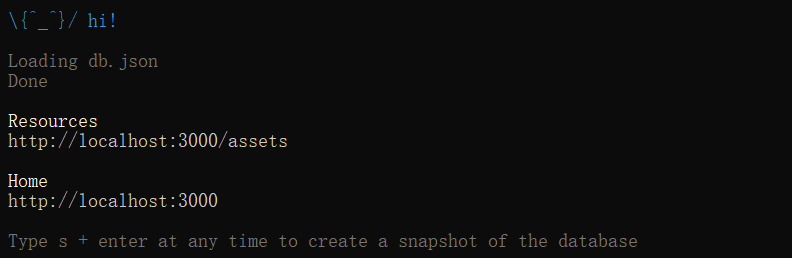 \{^_^}/ hi!
Loading db.json
Done
Resources
http://localhost:3000/assets
Home
http://localhost:3000
Type s + enter at any time to create a snapshot of the database